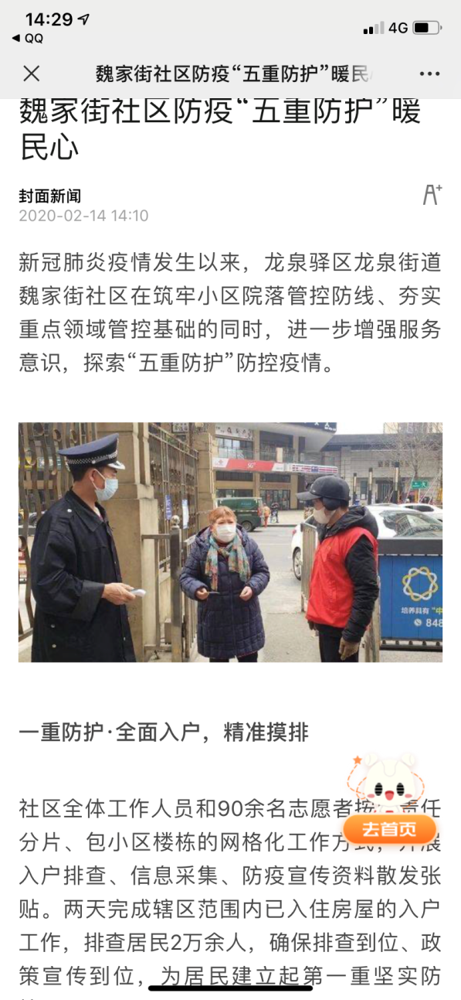 14:29
4G
QQ
魏家街社区防疫“五重防护”暖民
魏家街社区防疫“五重防护”暖
民心
封面新闻
A+
2020-02-14 14:10
新冠肺炎疫情发生以来，龙泉驿区龙泉街道
魏家街社区在筑牢小区院落管控防线、夯实
重点领域管控基础的同时，进一步增强服务
意识，探索“五重防护”防控疫情。
5G
培养具有“中
848
一重防护·全面入户，精准摸排
社区全体工作人员和90余名志愿者按 责任
去首页
分片、包小区楼栋的网格化工作方式，开展
入户排查、信息采集、防疫宣传资料散发张
贴。两天完成辖区范围内已入住房屋的入户
工作，排查居民2万余人，确保排查到位、政
策宣传到位，为居民建立起第一重坚实防